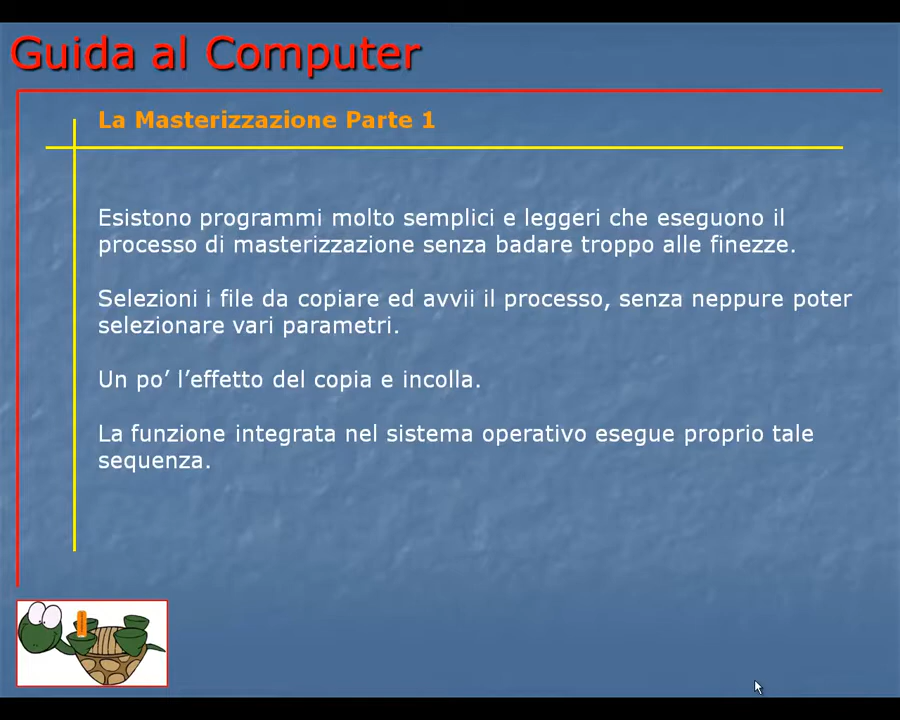 Guida al Computer
La Masterizzazione Parte 1
Esistono programmi molto semplici e leggeri che eseguono il
processo di masterizzazione senza badare troppo alle finezze.
Selezioni i file da copiare ed avvii il processo, senza neppure poter
selezionare vari parametri.
Un po’ l’effetto del copia e incolla.
La funzione integrata nel sistema operativo esegue proprio tale
sequenza.